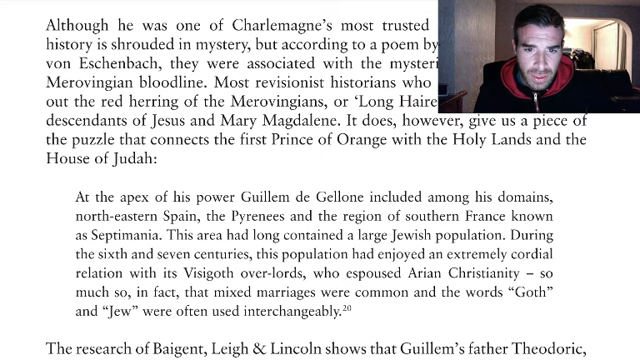 Although he was one of Charlemagne's most trusted
history is shrouded in mystery, but according to a poem by
von Eschenbach, they were associated with the
Merovingian bloodline. Most revisionist historians who
out the red herring of the Merovingians, or 'Long
descendants of Jesus and Mary Magdalene. It does, however, give us a piece of
the puzzle that connects the first Prince of Orange with the Holy Lands and the
House of Judah:
At the apex of his power Guillem de Gellone included among his domains,
north-eastern Spain, the Pyrenees and the region of southern France known
as Septimania. This area had long contained a large Jewish population. During
the sixth and seven centuries, this population had enjoyed an extremely cordial
relation with its Visigoth over-lords, who espoused Arian Christianity – so
much so, in fact, that mixed marriages were common and the words “Goth”
and “Jew” were often used interchangeably.²⁰
The research of Baigent, Leigh & Lincoln shows that Guillem's father Theodoric,